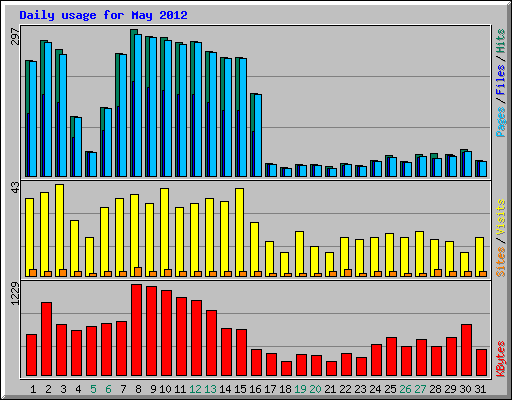 Daily usage for May 2012
297
Pages / Files / Hits
43
Sites / Visits
1229
KBytes
1 2 3 4 5 6 7 8 9 10 11 12 13 14 15 16 17 18 19 20 21 22 23 24 25 26 27 28 29 30 31